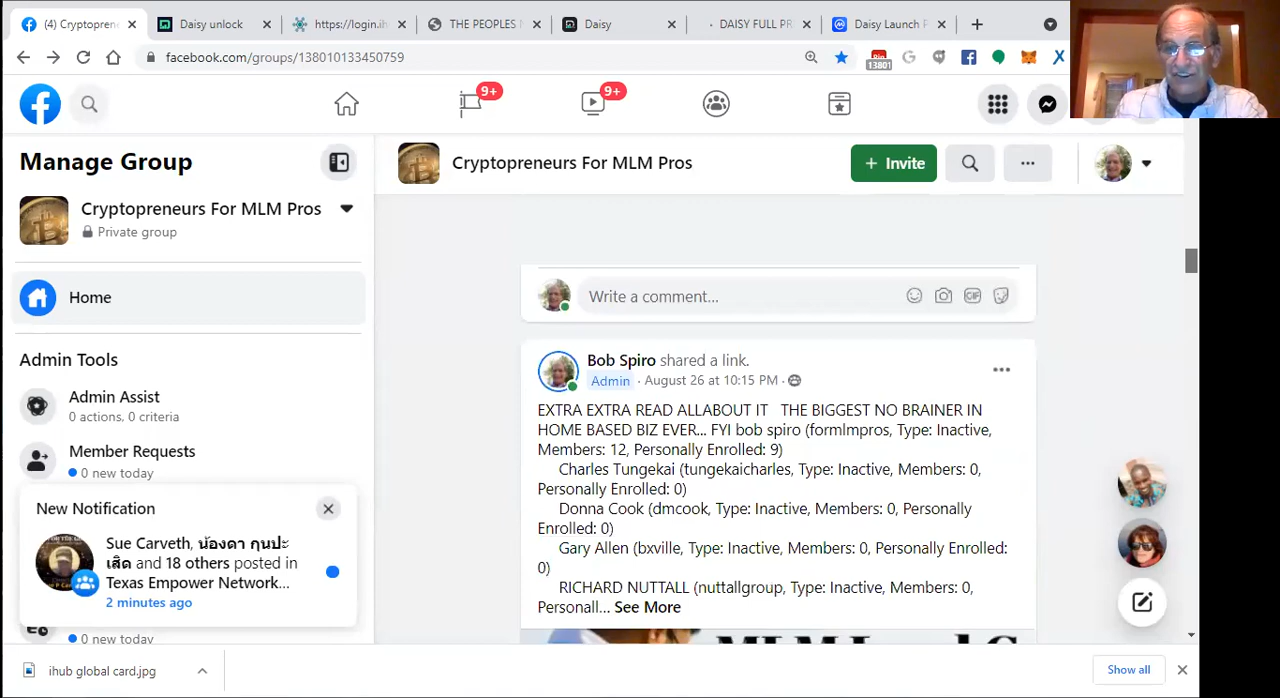 (4) Cryptopren
Daisy unlock
https://login.ih
THE PEOPLES
Daisy
DAISY FULL PR
Daisy Launch P
facebook.com/groups/138010133450759
13801
9+
9+
Manage Group
Cryptopreneurs For MLM Pros
+ Invite
Cryptopreneurs For MLM Pros
Private group
Home
Write a comment...
GIF
Admin Tools
Admin Assist
0 actions, 0 criteria
Member Requests
0 new today
Bob Spiro shared a link.
Admin · August 26 at 10:15 PM ·
EXTRA EXTRA READ ALLABOUT IT THE BIGGEST NO BRAINER IN
HOME BASED BIZ EVER... FYI bob spiro (formlmpros, Type: Inactive,
Members: 12, Personally Enrolled: 9)
Charles Tungekai (tungekaicharles, Type: Inactive, Members: 0,
Personally Enrolled: 0)
Donna Cook (dmcook, Type: Inactive, Members: 0, Personally
Enrolled: 0)
Gary Allen (bxville, Type: Inactive, Members: 0, Personally Enrolled:
0)
RICHARD NUTTALL (nuttallgroup, Type: Inactive, Members: 0,
Personall... See More
New Notification
Sue Carveth, น้องดา กุนปะ
เสิด and 18 others posted in
Texas Empower Network...
2 minutes ago
0 new today
ihub global card.jpg
Show all